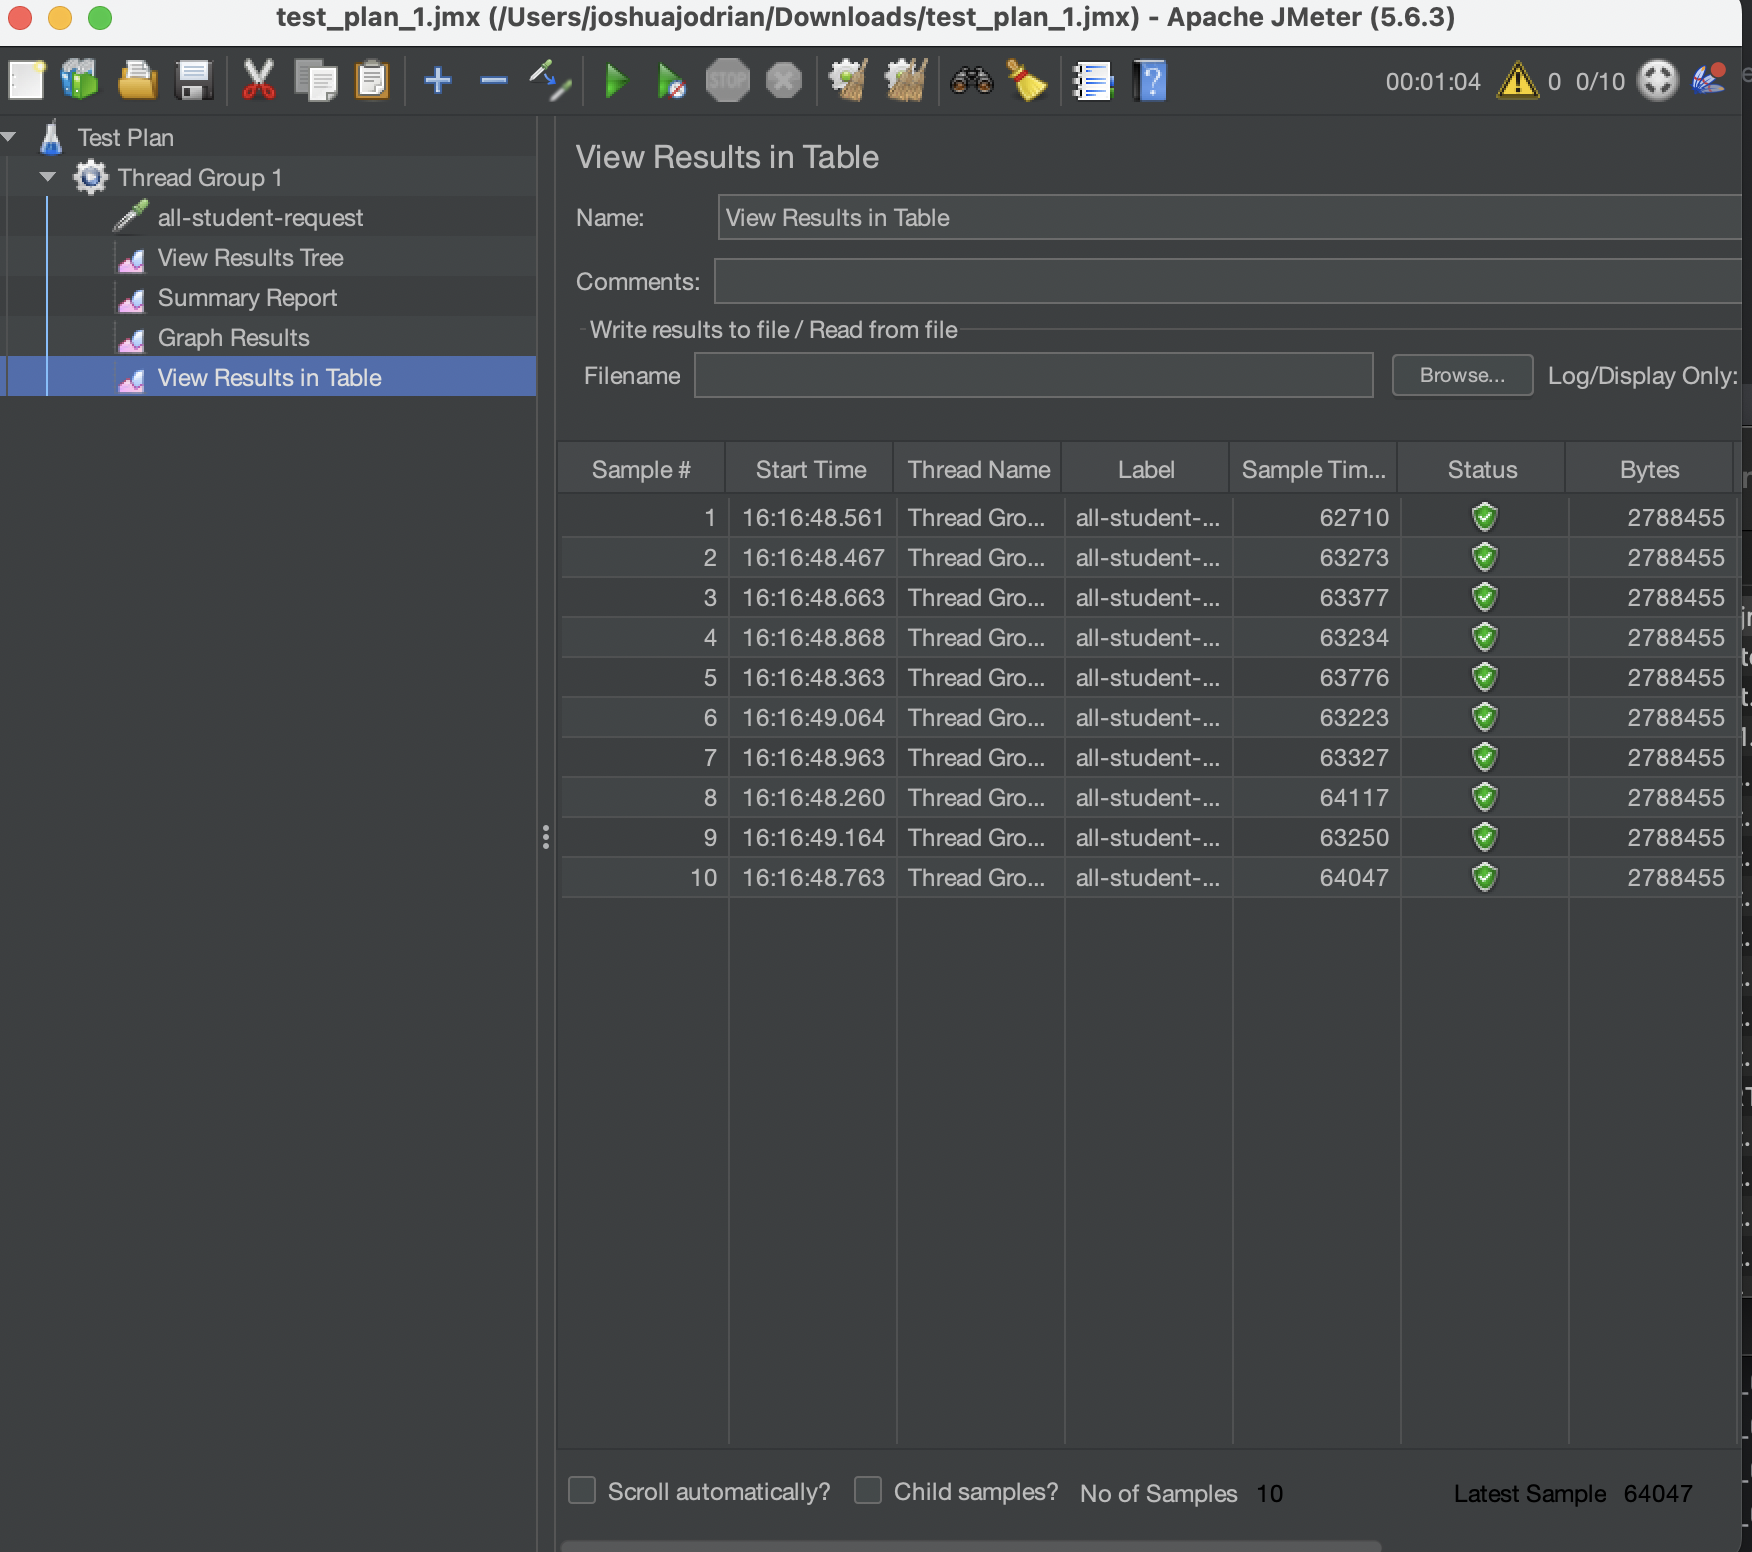 test_plan_1.jmx (/Users/joshuajodrian/Downloads/test_plan_1.jmx) - Apache JMeter (5.6.3)
STOP
00:01:04 0 0/10
Test Plan
Thread Group 1
all-student-request
View Results Tree
Summary Report
Graph Results
View Results in Table
View Results in Table
Name: View Results in Table
Comments:
Write results to file / Read from file
Filename Browse... Log/Display Only:
Sample # Start Time Thread Name Label Sample Tim... Status Bytes
1 16:16:48.561 Thread Gro... all-student-... 62710 2788455
2 16:16:48.467 Thread Gro... all-student-... 63273 2788455
3 16:16:48.663 Thread Gro... all-student-... 63377 2788455
4 16:16:48.868 Thread Gro... all-student-... 63234 2788455
5 16:16:48.363 Thread Gro... all-student-... 63776 2788455
6 16:16:49.064 Thread Gro... all-student-... 63223 2788455
7 16:16:48.963 Thread Gro... all-student-... 63327 2788455
8 16:16:48.260 Thread Gro... all-student-... 64117 2788455
9 16:16:49.164 Thread Gro... all-student-... 63250 2788455
10 16:16:48.763 Thread Gro... all-student-... 64047 2788455
Scroll automatically? Child samples? No of Samples 10 Latest Sample 64047